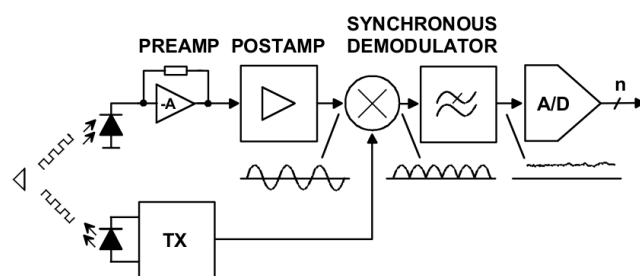 SYNCHRONOUS
PREAMP POSTAMP DEMODULATOR
-A
A/D
n
TX